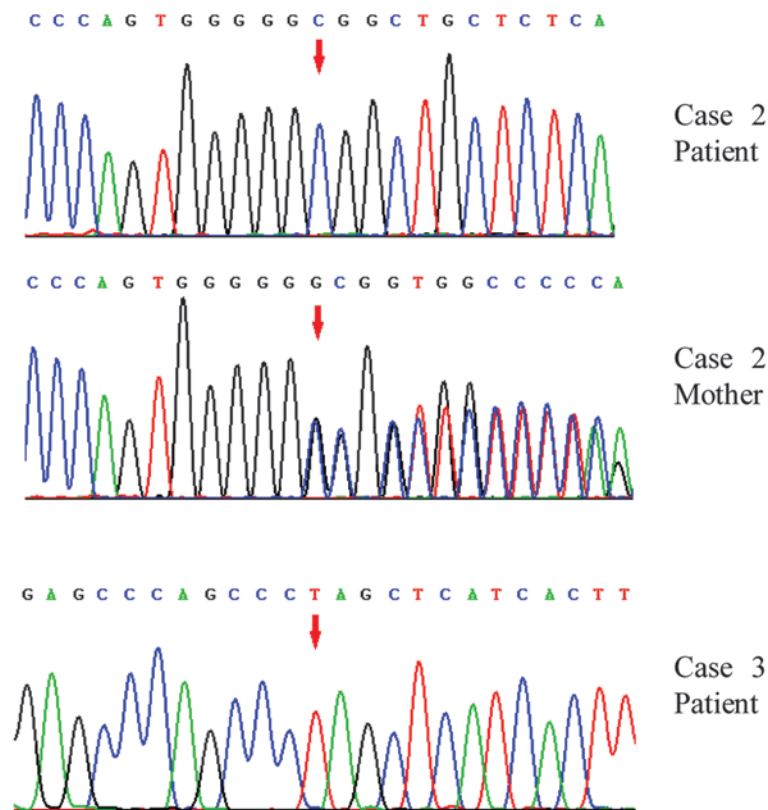 C C C A G T G G G G G C G G C T G C T C T C A
Case 2
Patient
C C C A G T G G G G G G C G G T G G C C C C C A
Case 2
Mother
G A G C C C A G C C C T A G C T C A T C A C T T
Case 3
Patient